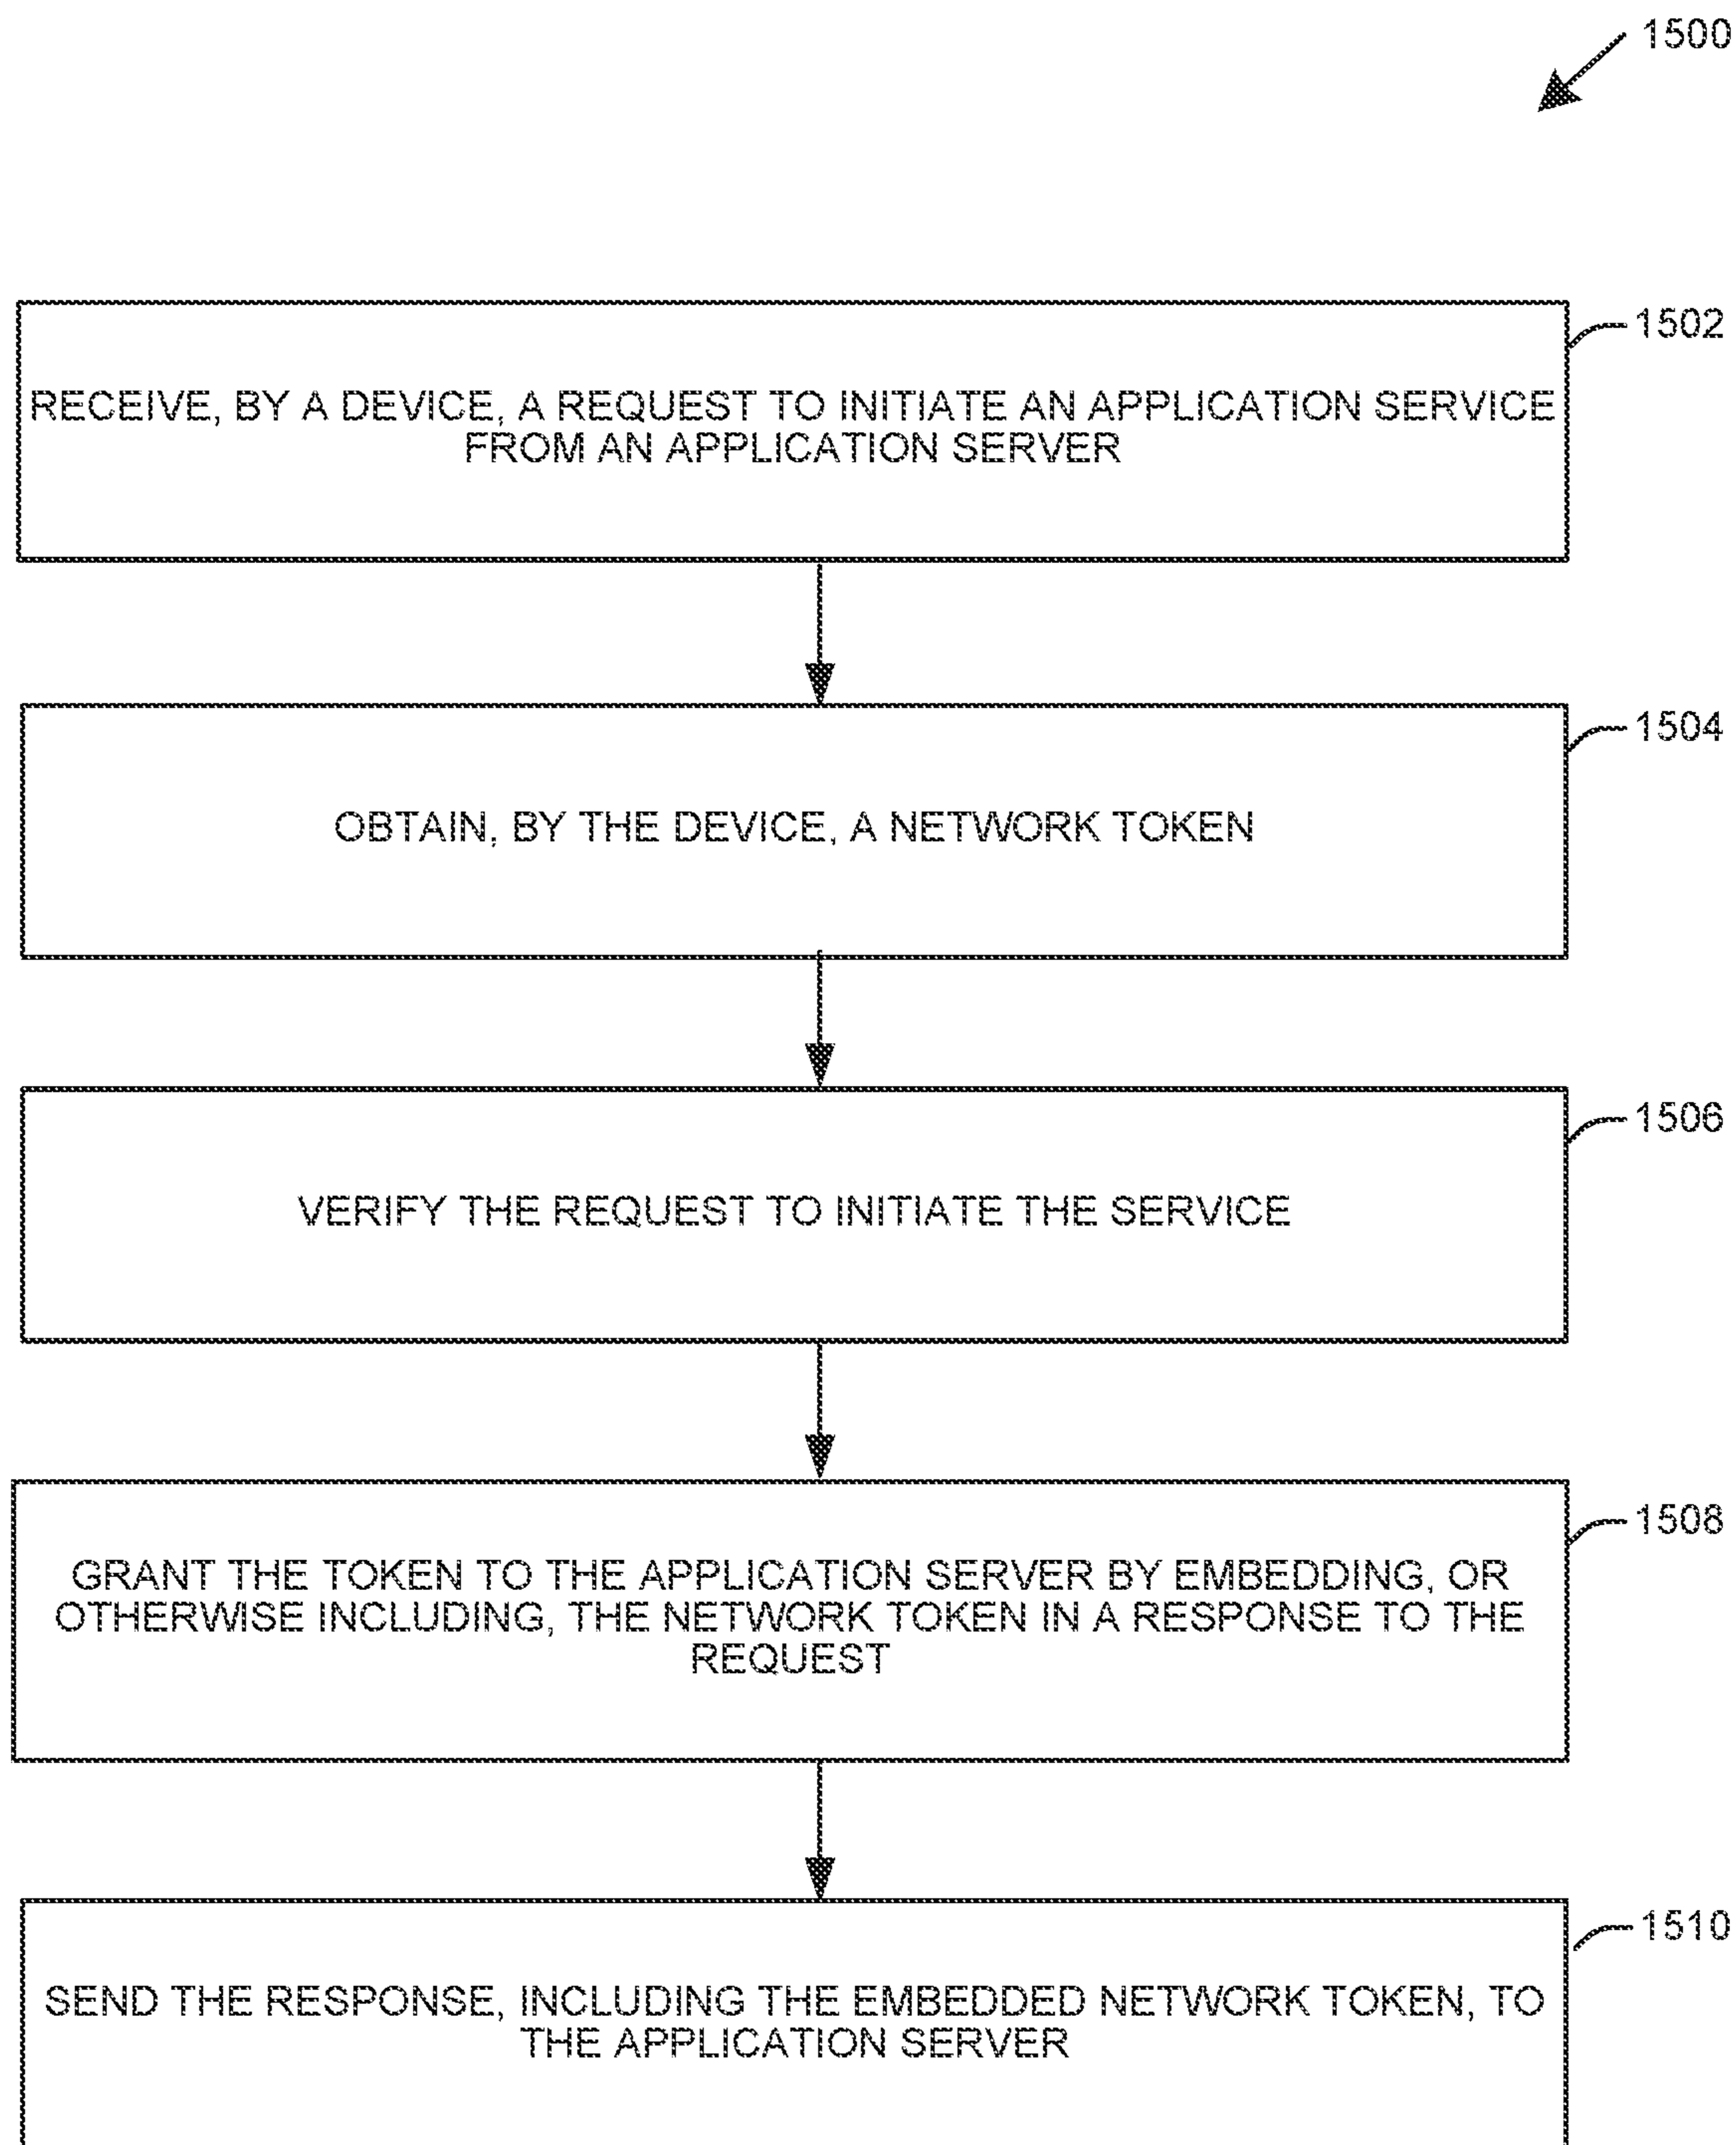 1500
1502
RECEIVE, BY A DEVICE, A REQUEST TO INITIATE AN APPLICATION SERVICE
FROM AN APPLICATION SERVER
1504
OBTAIN, BY THE DEVICE, A NETWORK TOKEN
1506
VERIFY THE REQUEST TO INITIATE THE SERVICE
1508
GRANT THE TOKEN TO THE APPLICATION SERVER BY EMBEDDING, OR
OTHERWISE INCLUDING, THE NETWORK TOKEN IN A RESPONSE TO THE
REQUEST
1510
SEND THE RESPONSE, INCLUDING THE EMBEDDED NETWORK TOKEN, TO
THE APPLICATION SERVER